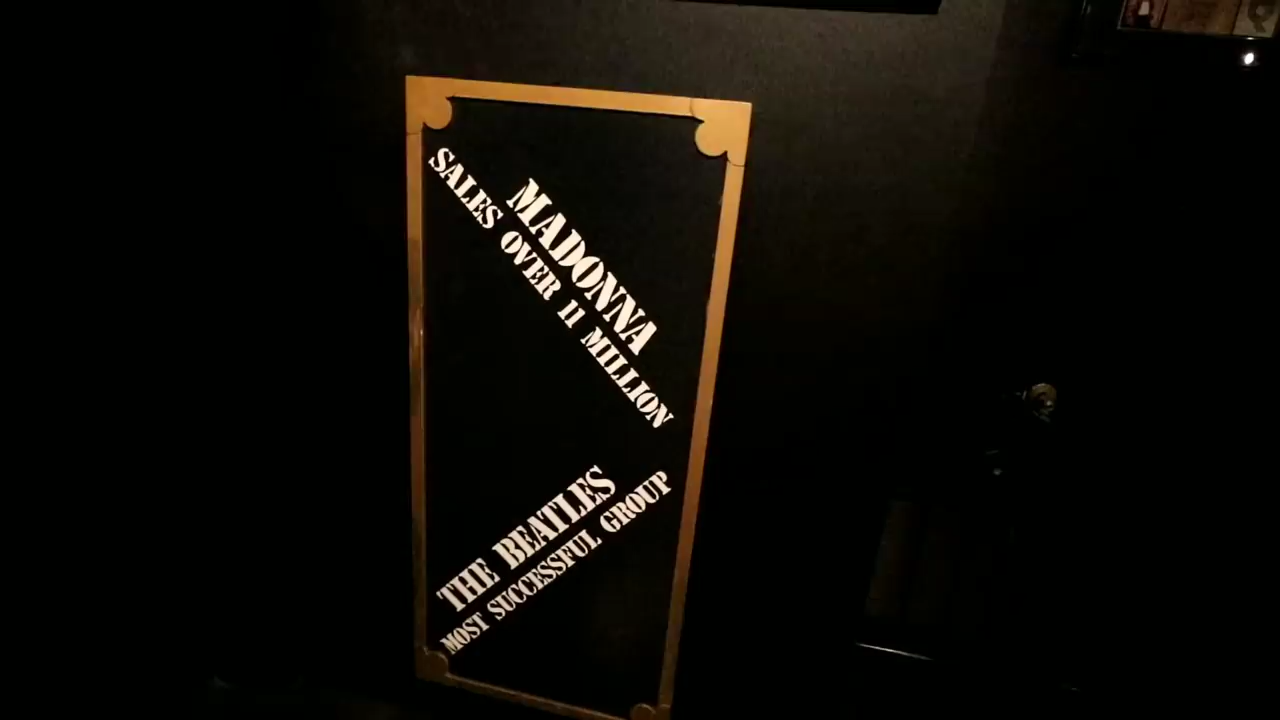 MADONNA
SALES OVER 11 MILLION
THE BEATLES
MOST SUCCESSFUL GROUP